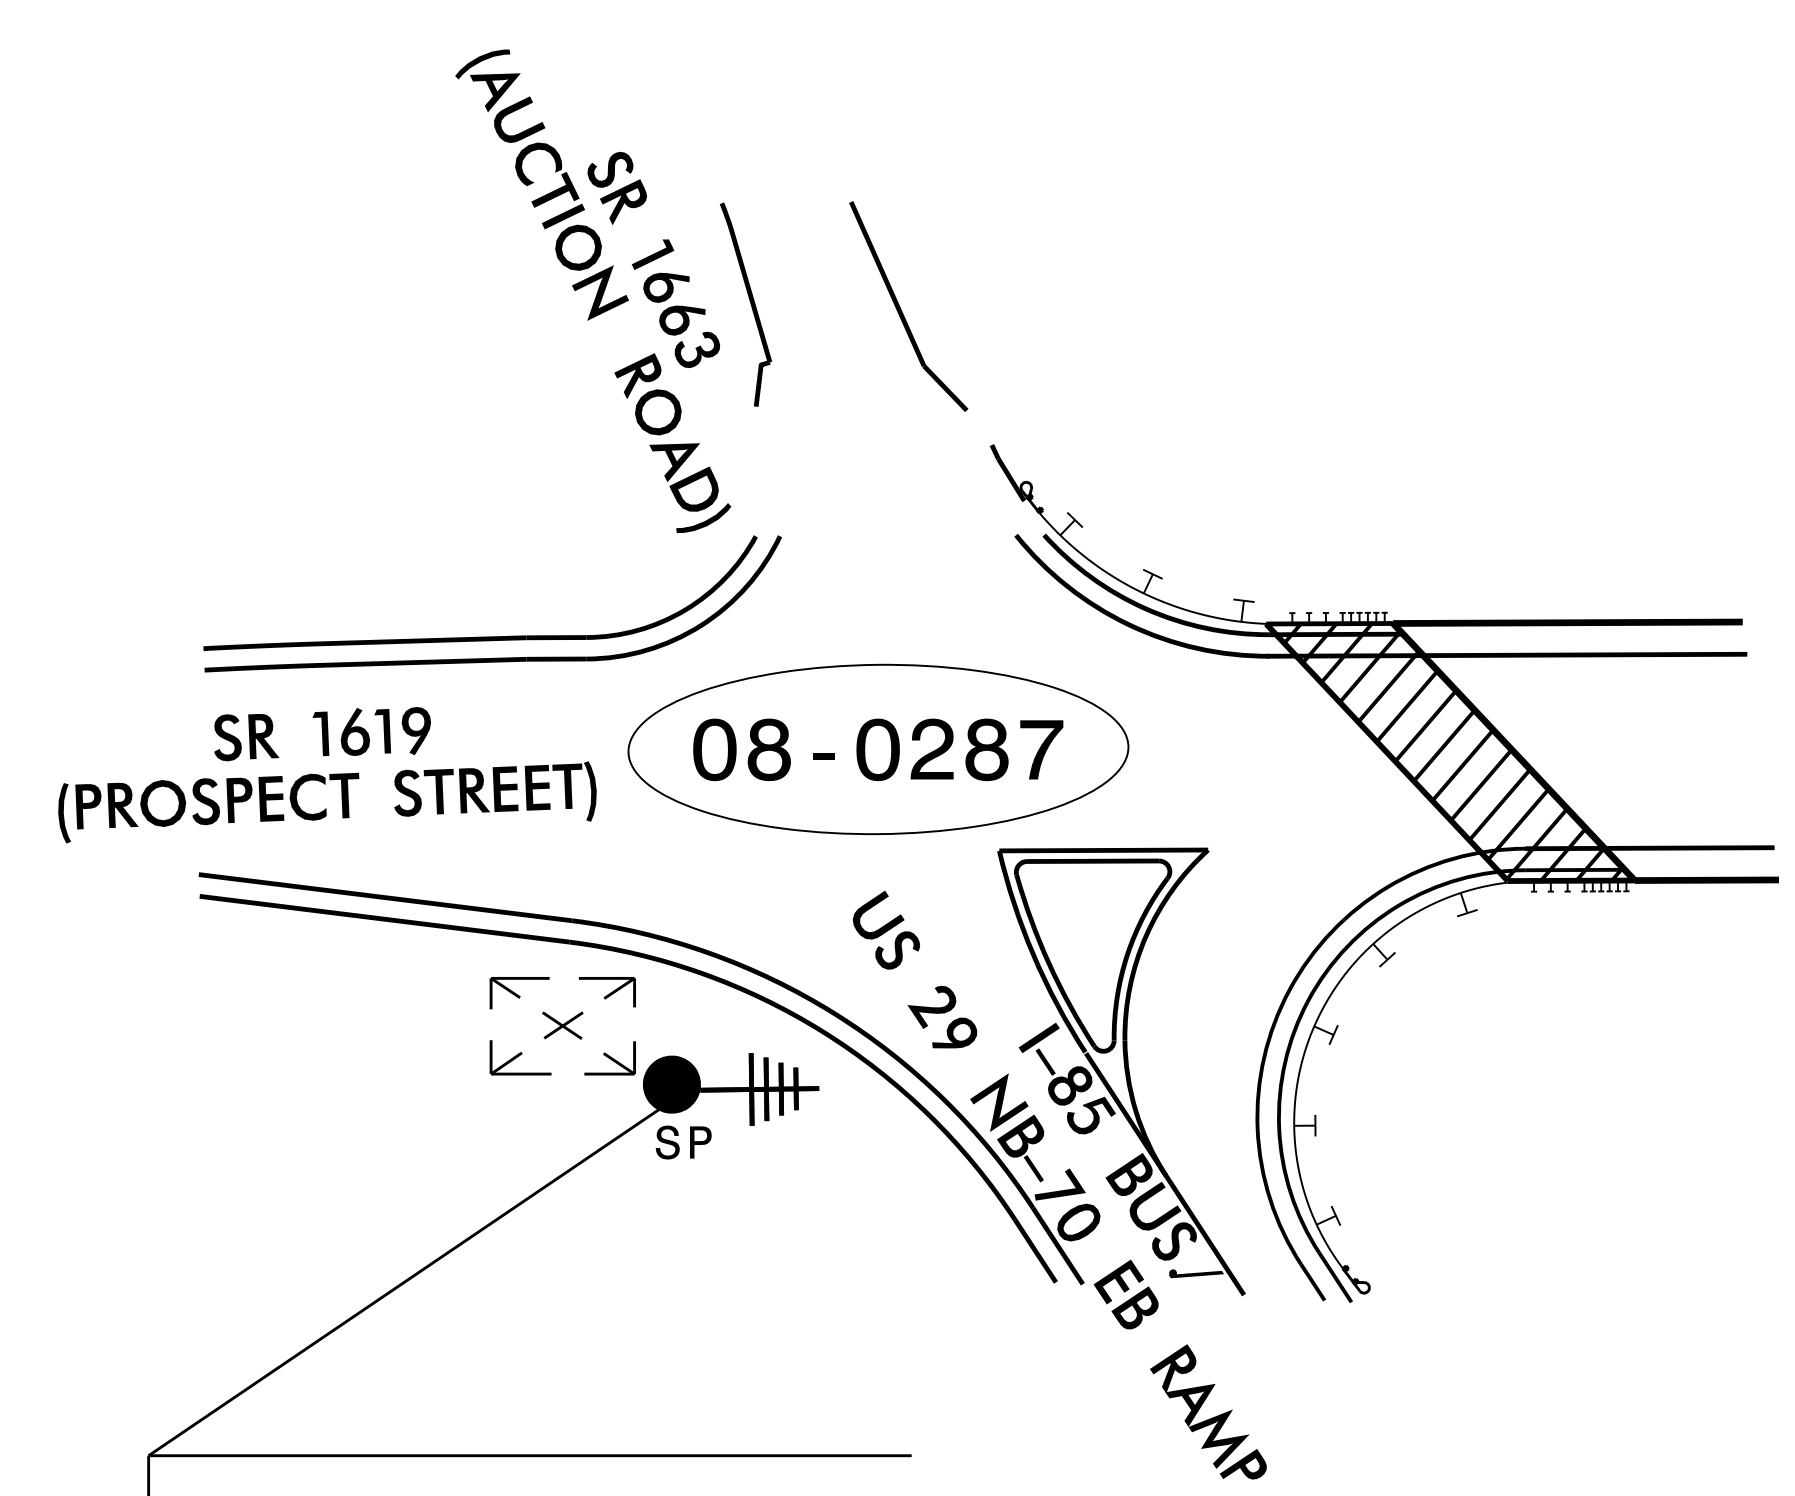 SR 1663
(AUCTION ROAD)
SR 1619
(PROSPECT STREET)
08-0287
I-85 BUS./
US 29 NB-70 EB RAMP
SP